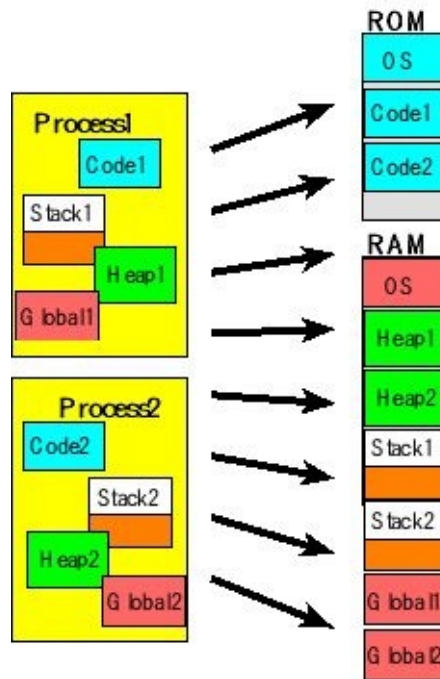 Process1
Code1
Stack1
Heap1
Global1
Process2
Code2
Stack2
Heap2
Global2
ROM
OS
Code1
Code2
RAM
OS
Heap1
Heap2
Stack1
Stack2
Global1
Global2